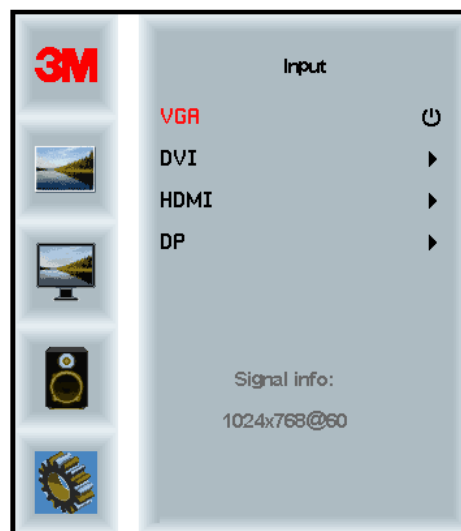 3M
Input
VGA
DVI
HDMI
DP
Signal info:
1024x768@60